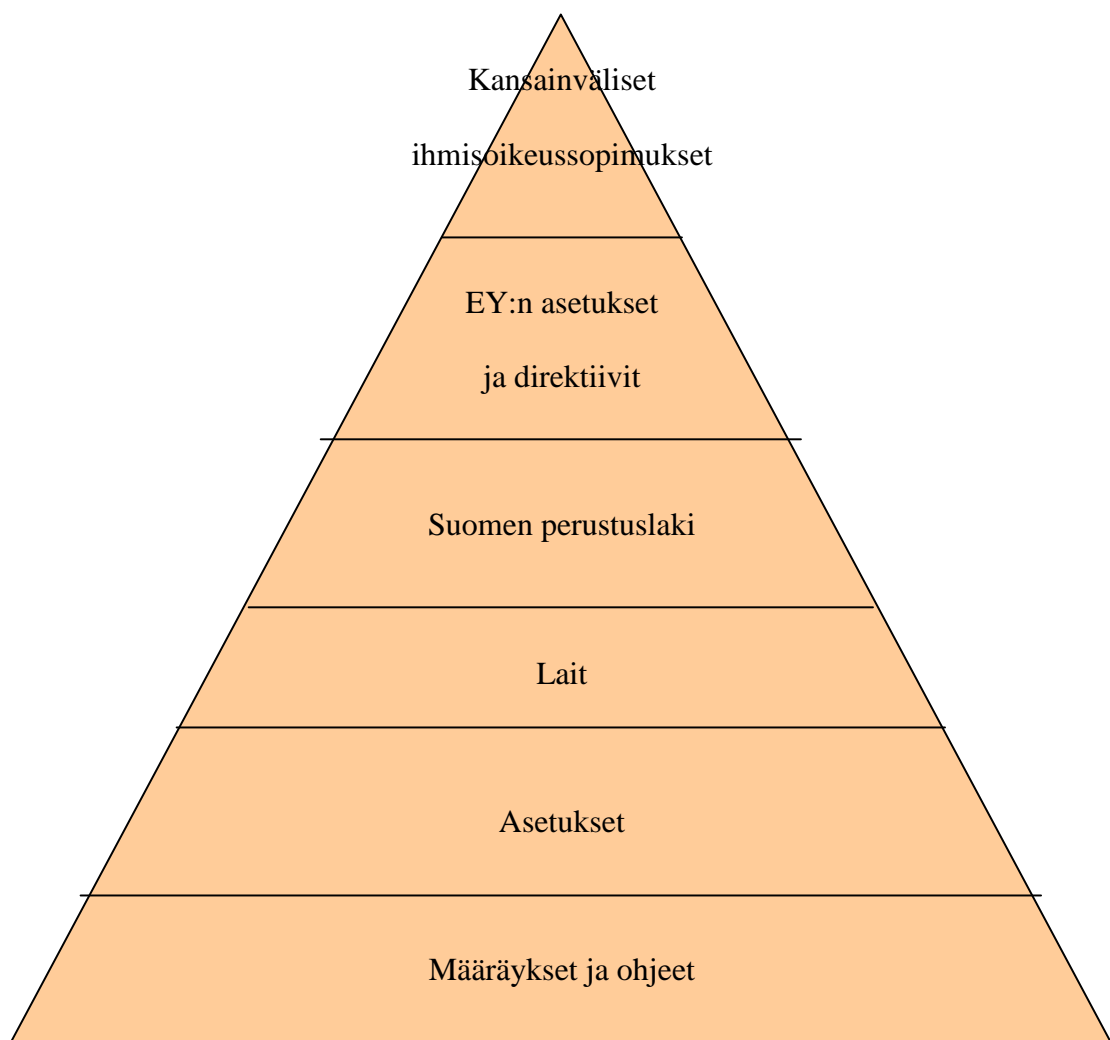 Kansainväliset
ihmisoikeussopimukset
EY:n asetukset
ja direktiivit
Suomen perustuslaki
Lait
Asetukset
Määräykset ja ohjeet